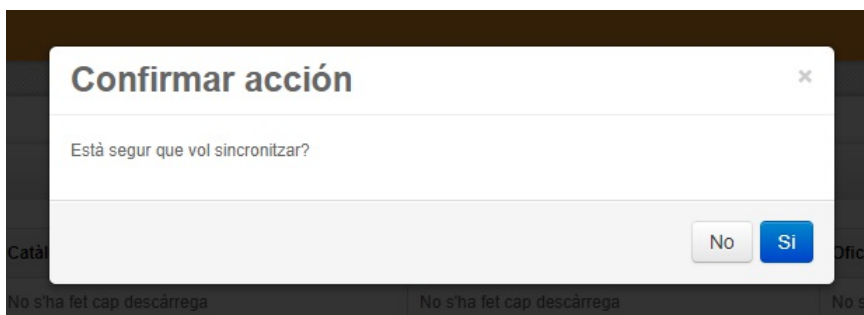 Confirmar acción
×
Està segur que vol sincronitzar?
No
Si
No s'ha fet cap descàrrega
No s'ha fet cap descàrrega